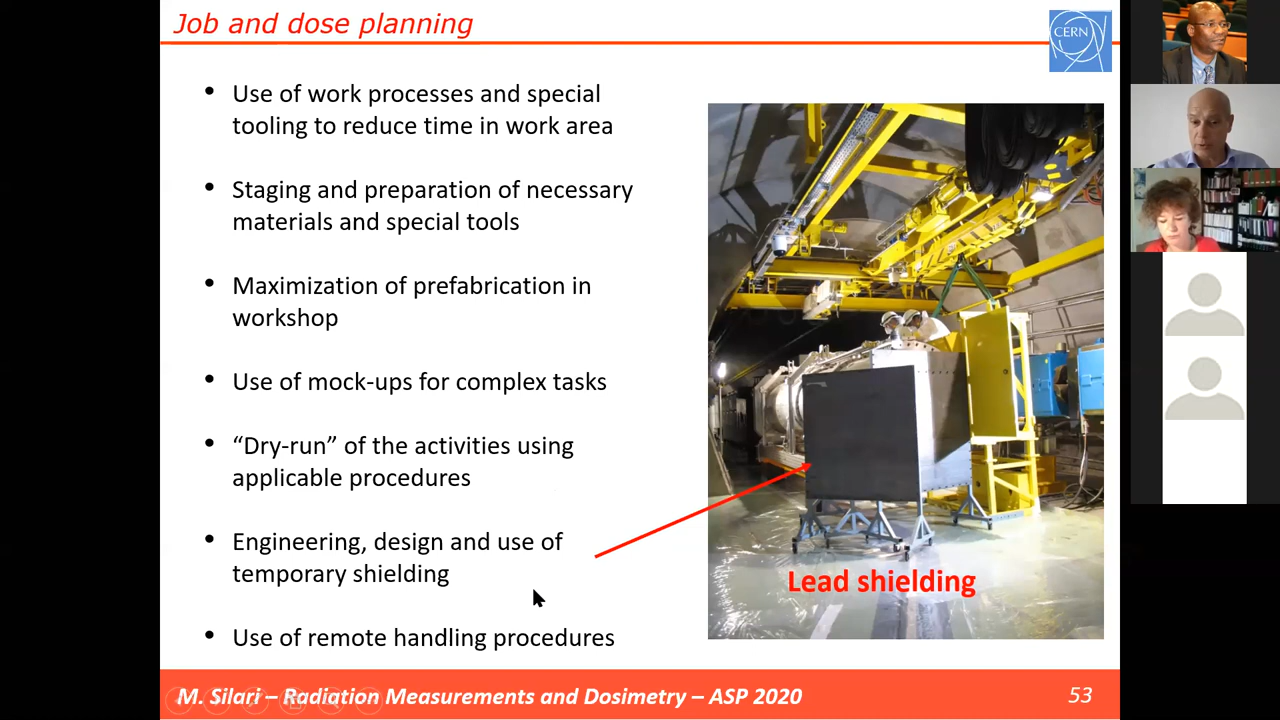 Job and dose planning
CERN
• Use of work processes and special
tooling to reduce time in work area
• Staging and preparation of necessary
materials and special tools
• Maximization of prefabrication in
workshop
• Use of mock-ups for complex tasks
• “Dry-run” of the activities using
applicable procedures
• Engineering, design and use of
temporary shielding
• Use of remote handling procedures
Lead shielding
M. Silari – Radiation Measurements and Dosimetry – ASP 2020
53